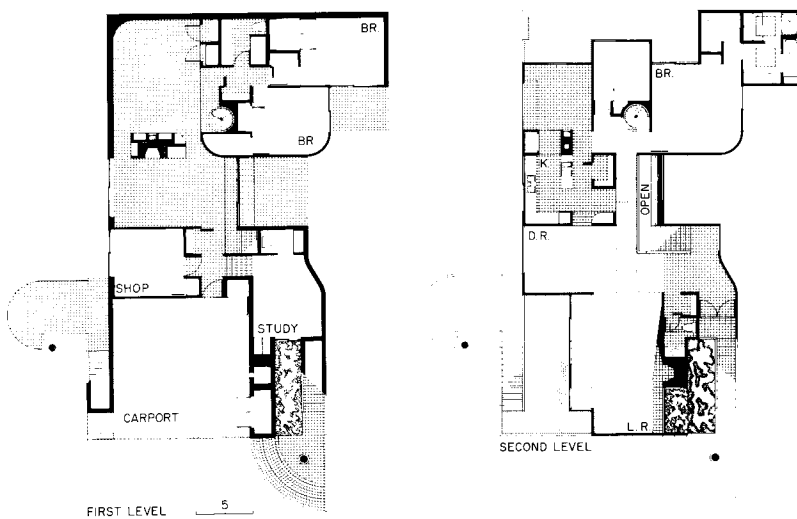 BR.
BR
SHOP
STUDY
CARPORT
FIRST LEVEL
5
BR.
K.
OPEN
D.R.
L.R.
SECOND LEVEL